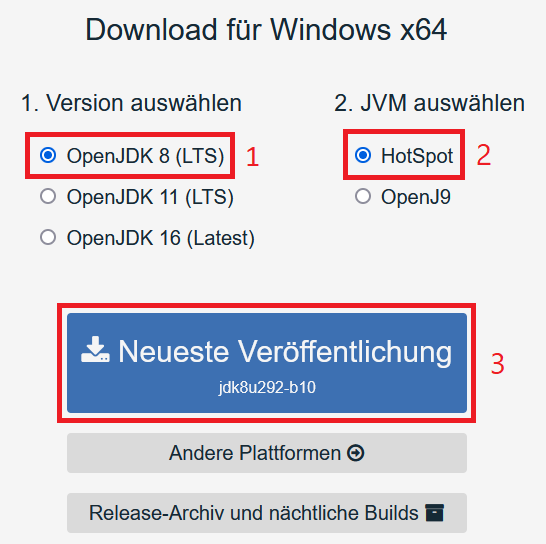 Download für Windows x64
1. Version auswählen
2. JVM auswählen
OpenJDK 8 (LTS) 1
HotSpot 2
OpenJDK 11 (LTS)
OpenJ9
OpenJDK 16 (Latest)
Neueste Veröffentlichung
jdk8u292-b10
3
Andere Plattformen
Release-Archiv und nächtliche Builds